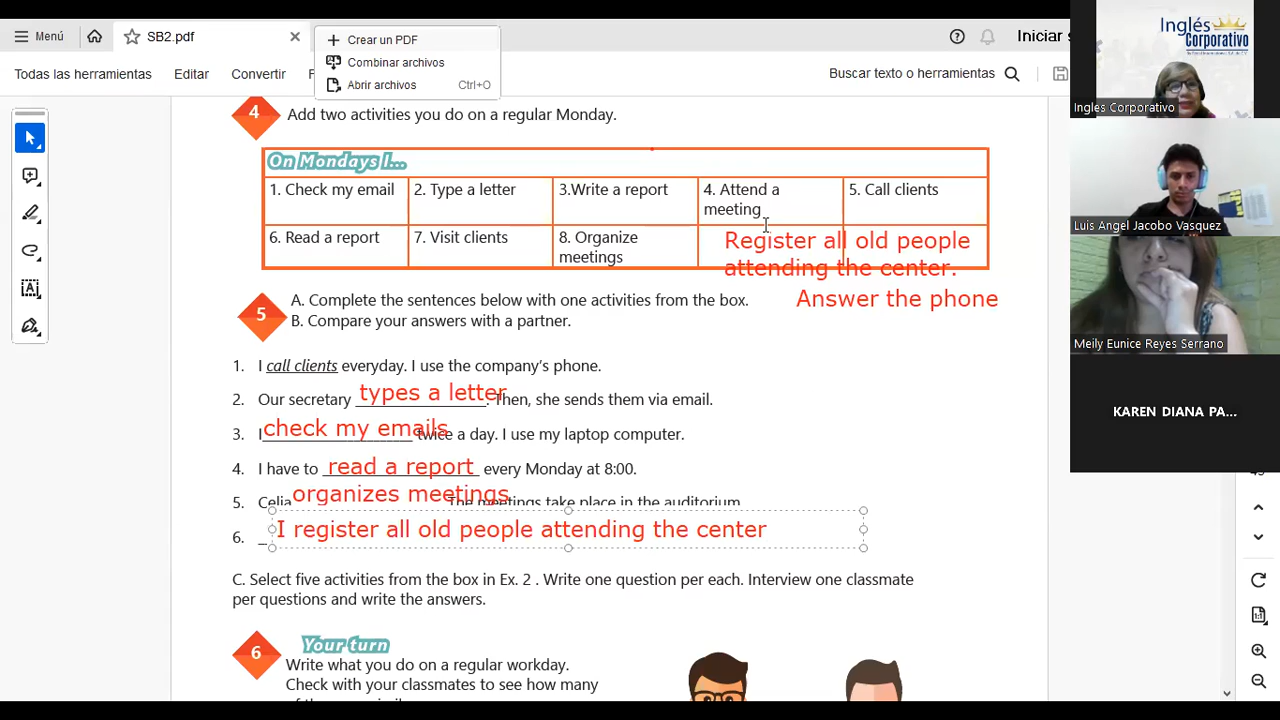 Menú
SB2.pdf
Crear un PDF
Combinar archivos
Abrir archivos Ctrl+O
Iniciar s
Todas las herramientas Editar Convertir F
Buscar texto o herramientas
4 Add two activities you do on a regular Monday.
On Mondays I...
1. Check my email 2. Type a letter 3.Write a report 4. Attend a meeting 5. Call clients
6. Read a report 7. Visit clients 8. Organize meetings
Register all old people
attending the center.
Answer the phone
5 A. Complete the sentences below with one activities from the box.
B. Compare your answers with a partner.
1. I call clients everyday. I use the company's phone.
2. Our secretary types a letter. Then, she sends them via email.
3. I check my emails twice a day. I use my laptop computer.
4. I have to read a report every Monday at 8:00.
5. Celia organizes meetings The meetings take place in the auditorium
6. I register all old people attending the center
C. Select five activities from the box in Ex. 2 . Write one question per each. Interview one classmate
per questions and write the answers.
6 Your turn
Write what you do on a regular workday.
Check with your classmates to see how many
Inglés
Corporativo
Ingles Corporativo
Luis Angel Jacobo Vasquez
Meily Eunice Reyes Serrano
KAREN DIANA PA...